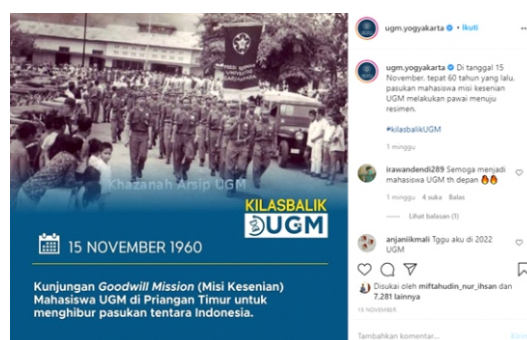 UNIVERSITAS
Khazanah Arsip UGM
KILASBALIK
UGM
15 NOVEMBER 1960
Kunjungan Goodwill Mission (Misi Kesenian)
Mahasiswa UGM di Priangan Timur untuk
menghibur pasukan tentara Indonesia.
ugm.yogyakarta • Ikuti
ugm.yogyakarta Di tanggal 15
November, tepat 60 tahun yang lalu,
pasukan mahasiswa misi kesenian
UGM melakukan pawai menuju
resimen.
#kilasbalikUGM
1 minggu
irawandendi289 Semoga menjadi
mahasiswa UGM th depan 🔥🔥
1 minggu 4 suka Balas
Lihat balasan (1)
anjaniikmali Tggu aku di 2022
UGM
Disukai oleh miftahudin_nur_ihsan dan
7,281 lainnya
15 NOVEMBER
Tambahkan komentar...